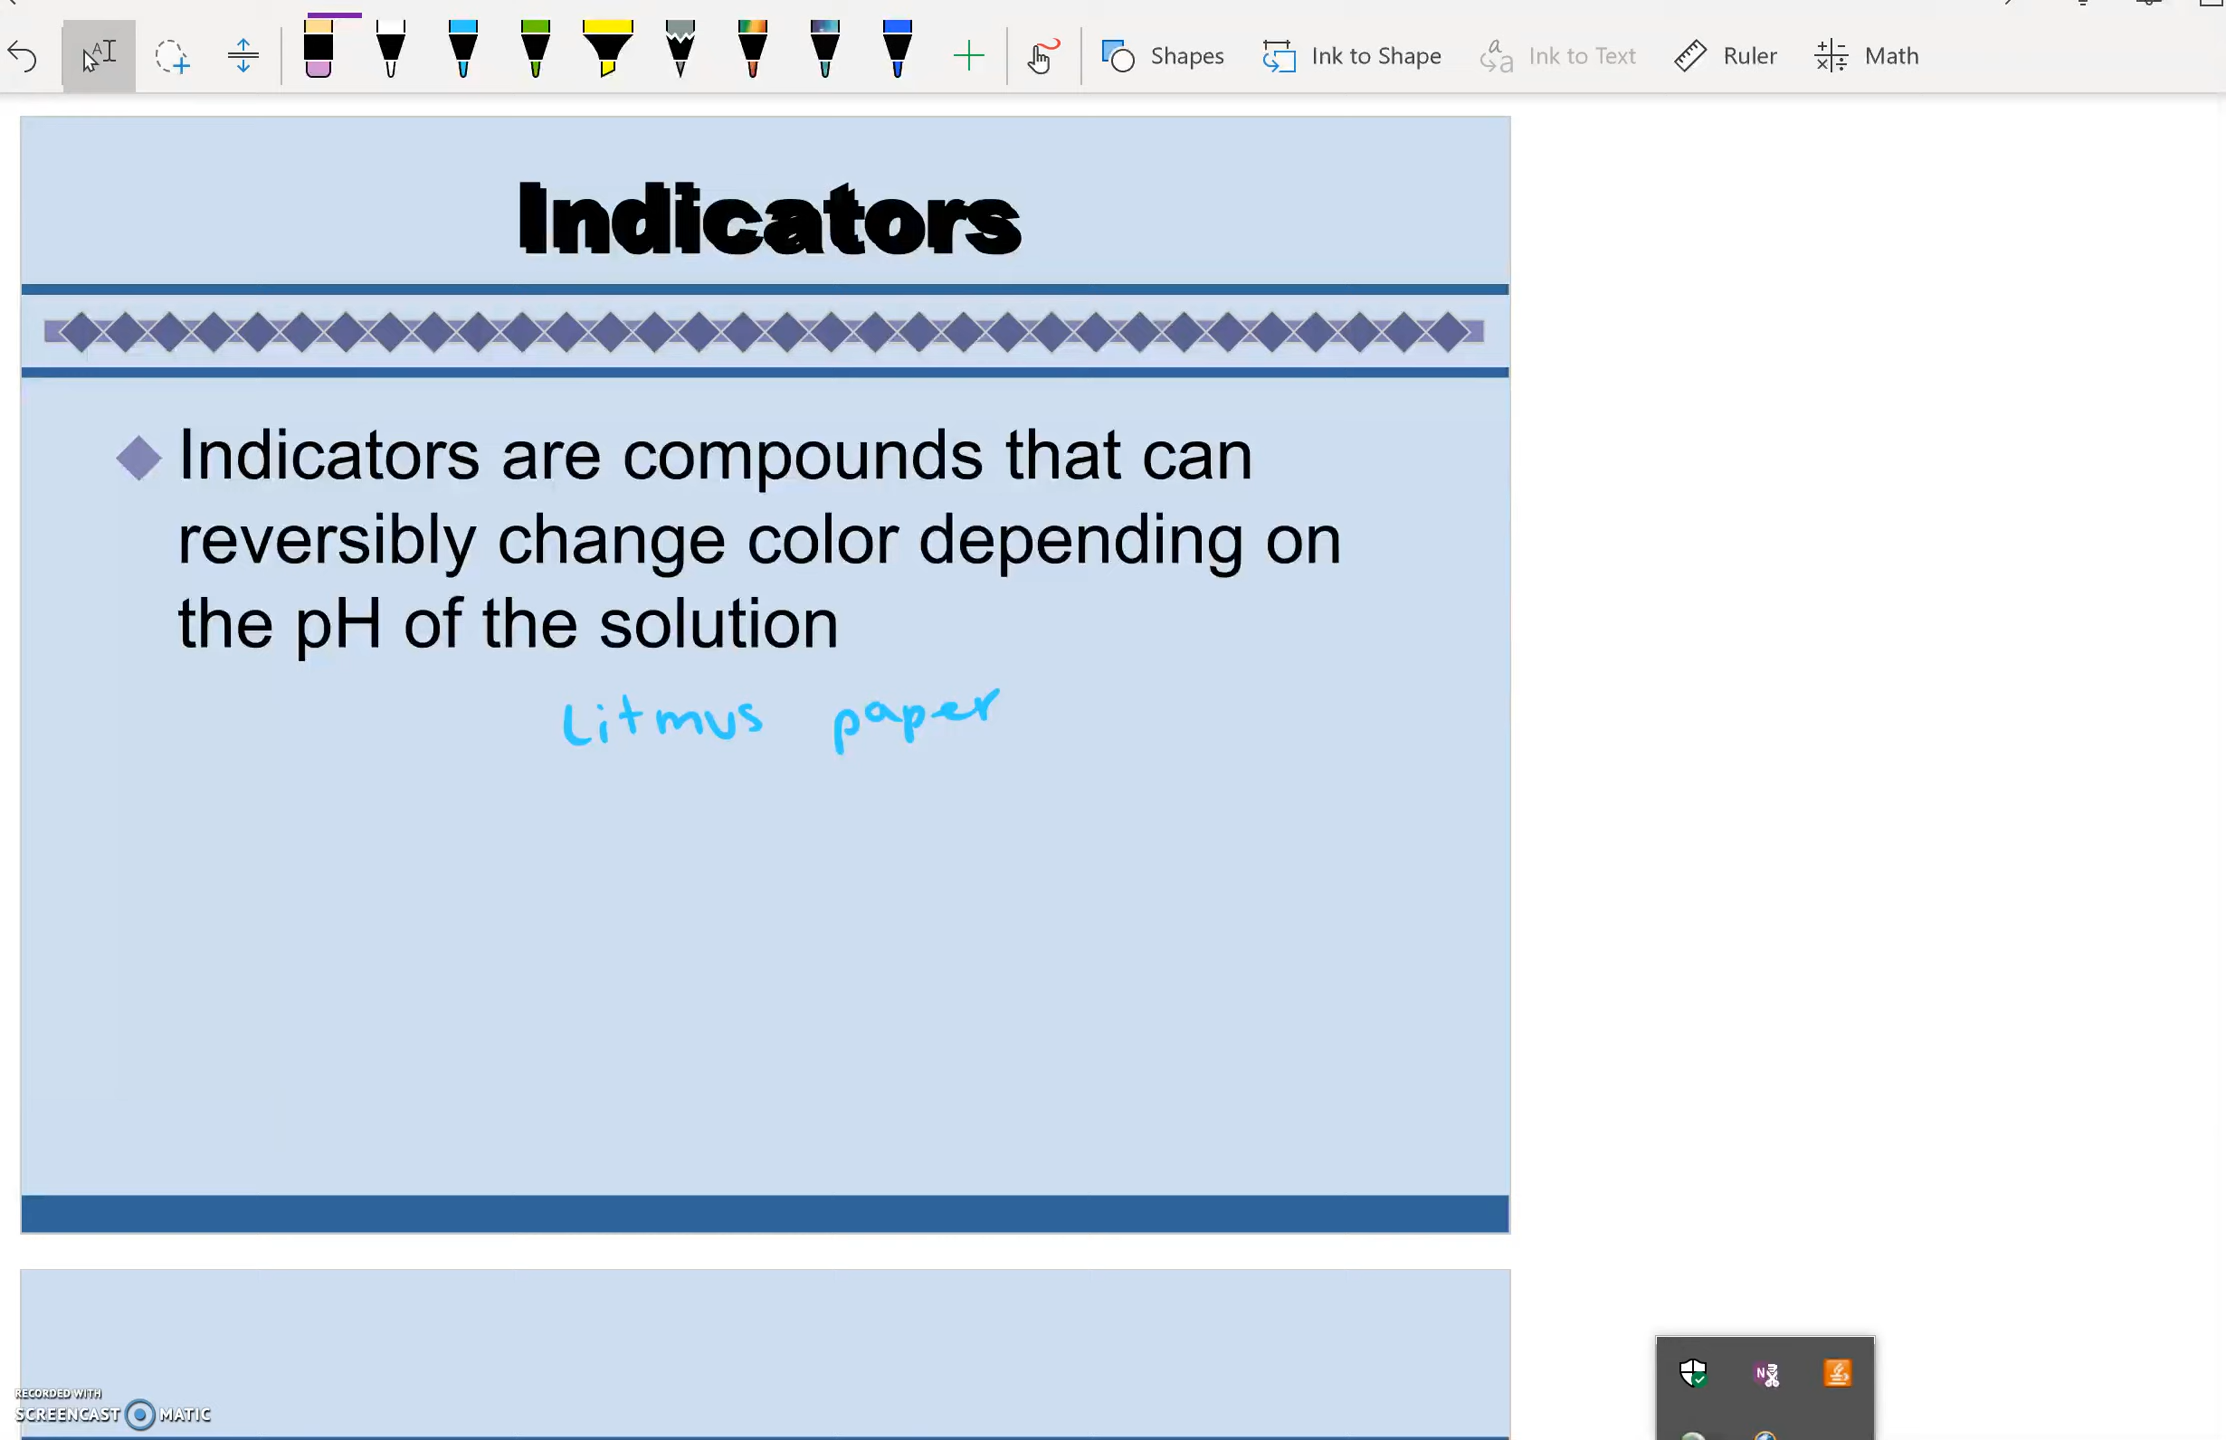 Shapes
Ink to Shape
Ink to Text
Ruler
Math
Indicators
Indicators are compounds that can
reversibly change color depending on
the pH of the solution
Litmus paper
RECORDED WITH
SCREENCAST MATIC